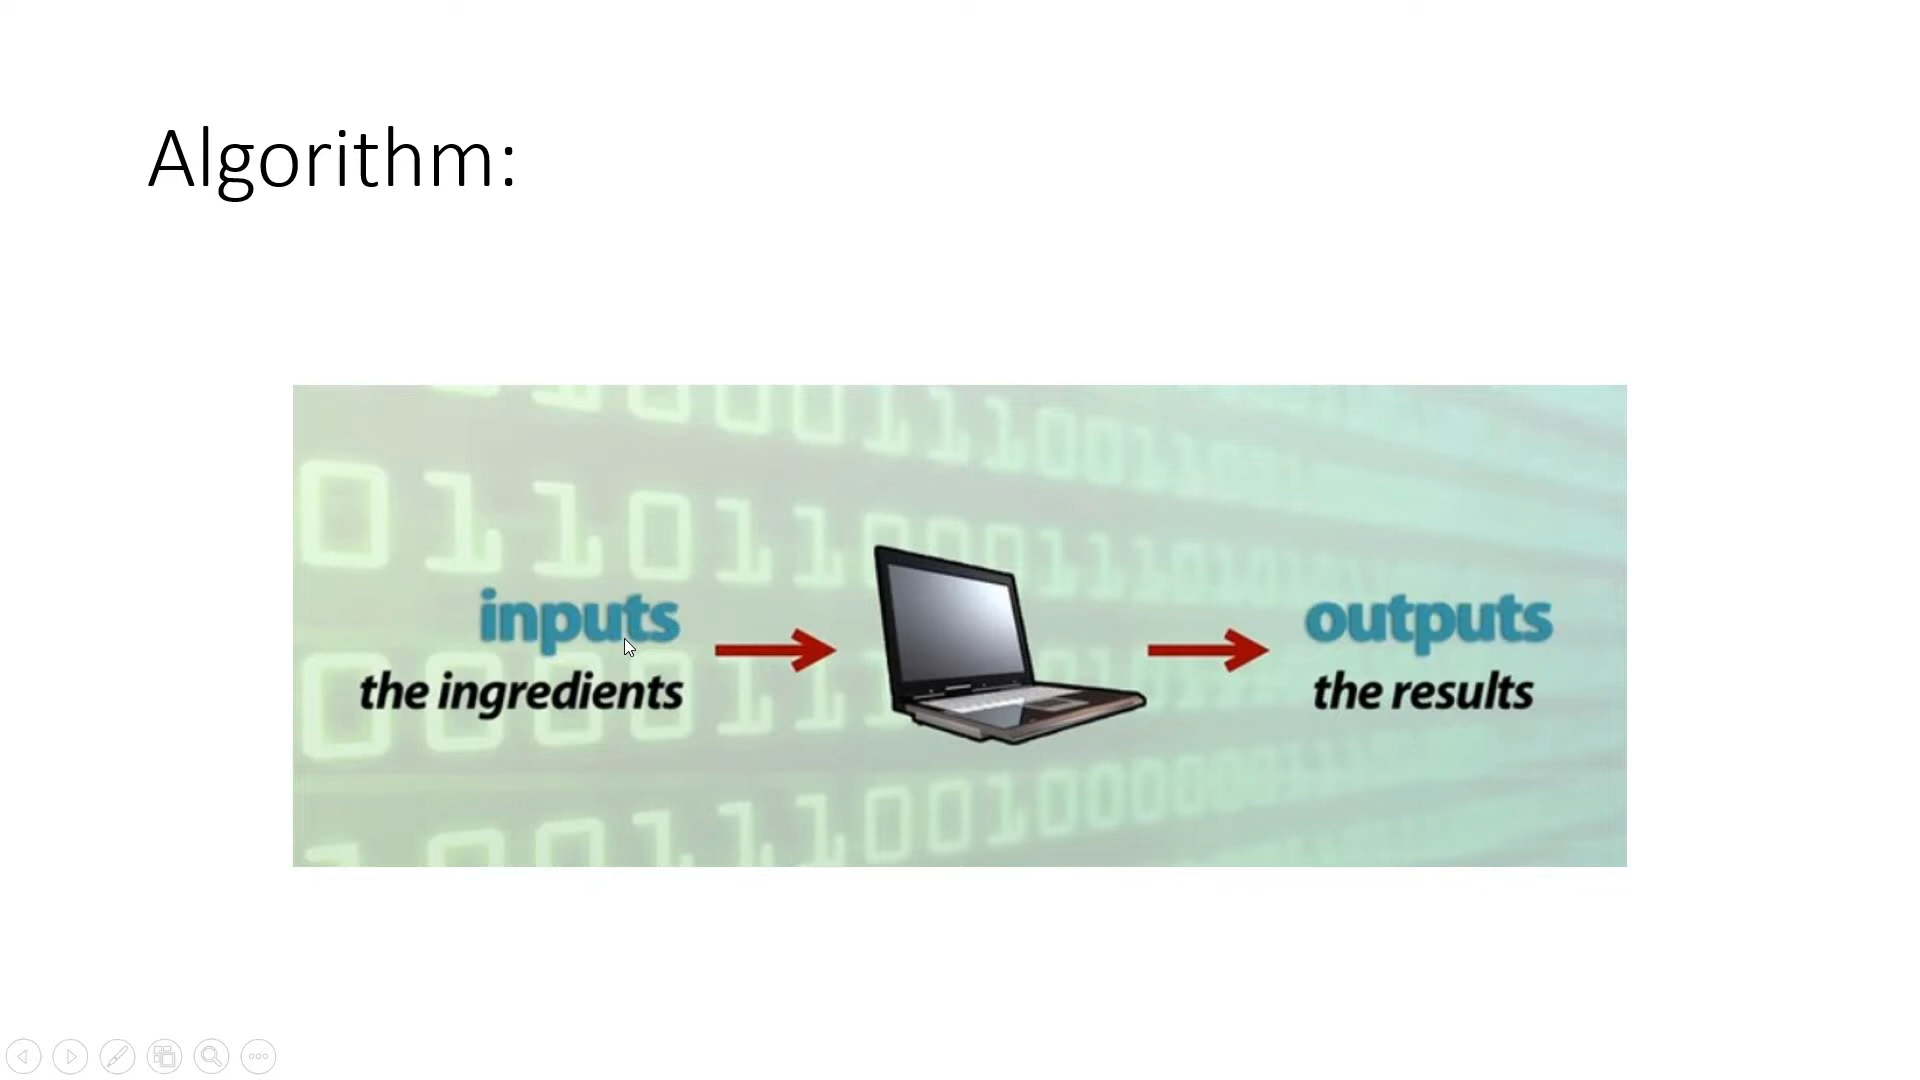 Algorithm:
inputs
the ingredients
outputs
the results